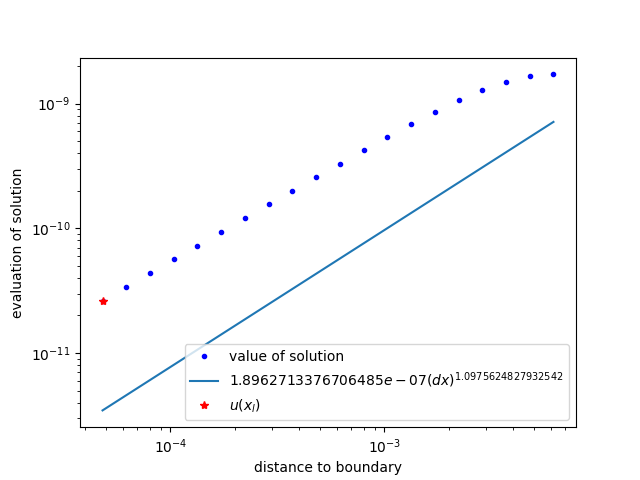 10⁻⁹
10⁻¹⁰
10⁻¹¹
evaluation of solution
value of solution
1.8962713376706485e − 07(dx)^1.0975624827932542
u(x_l)
10⁻⁴ 10⁻³
distance to boundary